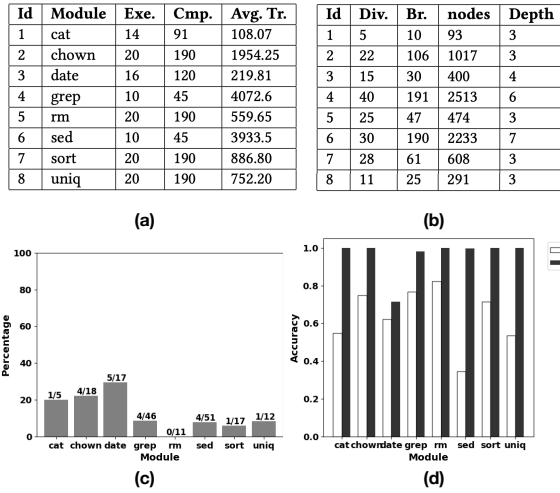 Id Module Exe. Cmp. Avg. Tr.
1 cat 14 91 108.07
2 chown 20 190 1954.25
3 date 16 120 219.81
4 grep 10 45 4072.6
5 rm 20 190 559.65
6 sed 10 45 3933.5
7 sort 20 190 886.80
8 uniq 20 190 752.20
(a)
Id Div. Br. nodes Depth
1 5 10 93 3
2 22 106 1017 3
3 15 30 400 4
4 40 191 2513 6
5 25 47 474 3
6 30 190 2233 7
7 28 61 608 3
8 11 25 291 3
(b)
100
80
60
40
20
0
Percentage
1/5 4/18 5/17 4/46 0/11 4/51 1/17 1/12
cat chown date grep rm sed sort uniq
Module
(c)
1.0
0.8
0.6
0.4
0.2
0.0
Accuracy
cat chown date grep rm sed sort uniq
Module
(d)